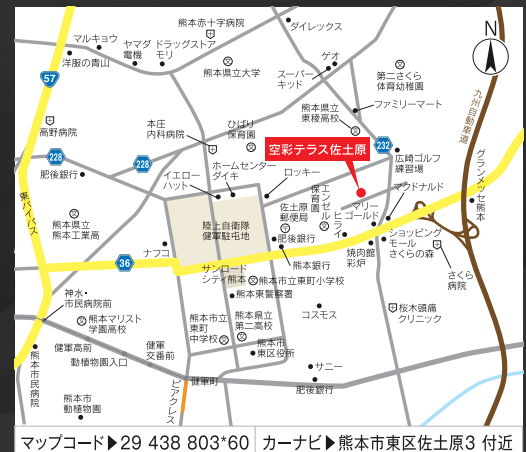 熊本赤十字病院
ダイレックス
N
マルキョウ
ヤマダ
電機
ドラッグストア
モリ
洋服の青山
熊本県立大学
ゲオ
スーパー
キッド
第二さくら
体育幼稚園
57
高野病院
本庄
内科病院
ひばり
保育園
熊本県立
東稜高校
ファミリーマート
九州自動車道
228
肥後銀行
228
空彩テラス佐土原
232
広崎ゴルフ
練習場
グランメッセ熊本
イエロー
ハット
ホームセンター
ダイキ
ロッキー
エンゼル
保育園
マクドナルド
東バイパス
熊本県立
熊本工業高
陸上自衛隊
健軍駐屯地
佐土原
郵便局
ヒライ
マリー
ゴールド
ナフコ
肥後銀行
焼肉館
彩炉
ショッピング
モール
さくらの森
36
サンロード
シティ熊本
熊本銀行
さくら
病院
神水・
市民病院前
熊本市立東町小学校
熊本東警察署
熊本マリスト
学園高校
熊本市立
東町
中学校
熊本県立
第二高校
コスモス
桜木頭痛
クリニック
健軍高前
動植物園入口
健軍
交番前
熊本市
東区役所
熊本市民病院
サニー
健軍町
肥後銀行
ピアクレス
熊本市
動植物園
マップコード▶29 438 803*60
カーナビ▶熊本市東区佐土原3 付近